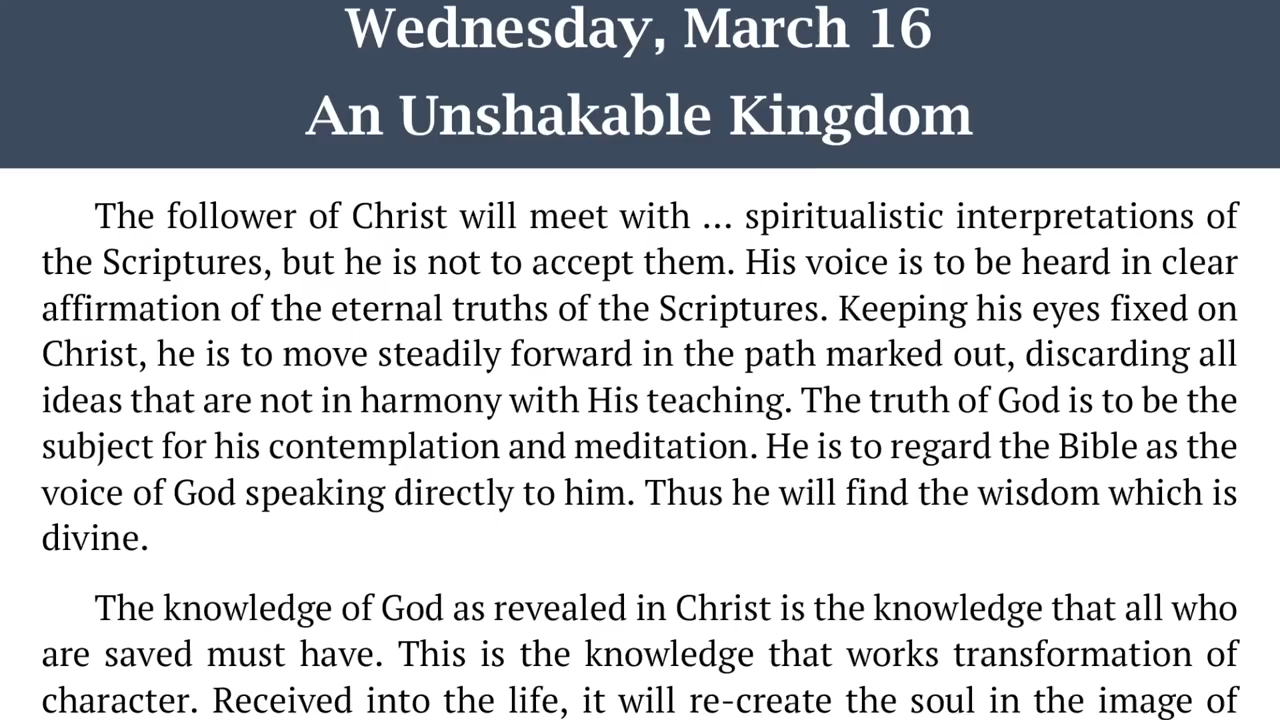 Wednesday, March 16
An Unshakable Kingdom
The follower of Christ will meet with ... spiritualistic interpretations of
the Scriptures, but he is not to accept them. His voice is to be heard in clear
affirmation of the eternal truths of the Scriptures. Keeping his eyes fixed on
Christ, he is to move steadily forward in the path marked out, discarding all
ideas that are not in harmony with His teaching. The truth of God is to be the
subject for his contemplation and meditation. He is to regard the Bible as the
voice of God speaking directly to him. Thus he will find the wisdom which is
divine.
The knowledge of God as revealed in Christ is the knowledge that all who
are saved must have. This is the knowledge that works transformation of
character. Received into the life, it will re-create the soul in the image of